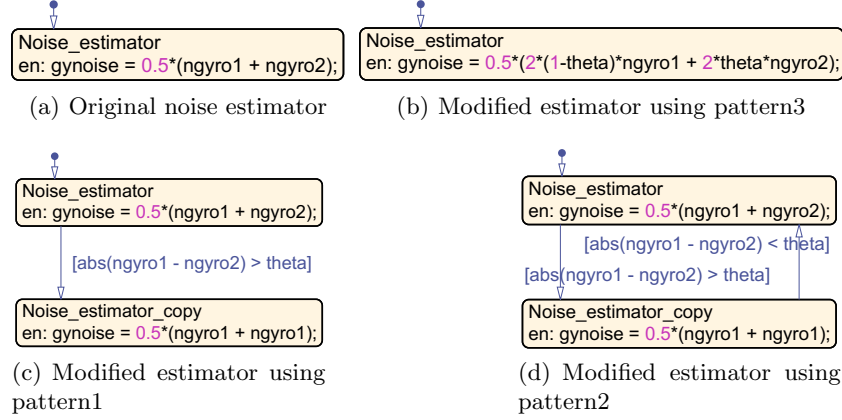 Noise_estimator
en: gynoise = 0.5*(ngyro1 + ngyro2);
(a) Original noise estimator
Noise_estimator
en: gynoise = 0.5*(2*(1-theta)*ngyro1 + 2*theta*ngyro2);
(b) Modified estimator using pattern3
Noise_estimator
en: gynoise = 0.5*(ngyro1 + ngyro2);
[abs(ngyro1 - ngyro2) > theta]
Noise_estimator_copy
en: gynoise = 0.5*(ngyro1 + ngyro1);
(c) Modified estimator using
pattern1
Noise_estimator
en: gynoise = 0.5*(ngyro1 + ngyro2);
[abs(ngyro1 - ngyro2) < theta]
[abs(ngyro1 - ngyro2) > theta]
Noise_estimator_copy
en: gynoise = 0.5*(ngyro1 + ngyro1);
(d) Modified estimator using
pattern2